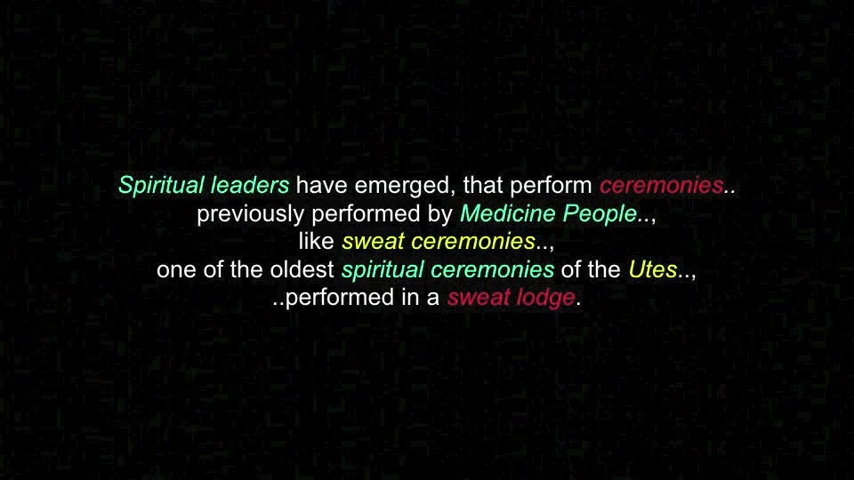 Spiritual leaders have emerged, that perform ceremonies..
previously performed by Medicine People..,
like sweat ceremonies..,
one of the oldest spiritual ceremonies of the Utes..,
..performed in a sweat lodge.